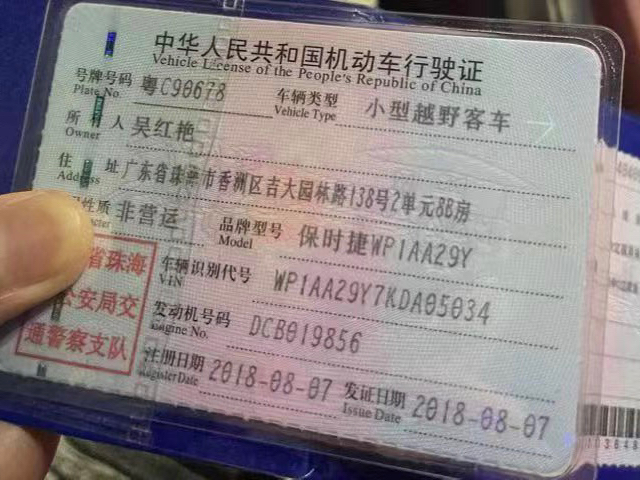 中华人民共和国机动车行驶证
Vehicle License of the People's Republic of China
号牌号码 粤C90678 车辆类型 小型越野客车
Plate No. Vehicle Type
所有人 吴红艳
Owner
住址 广东省珠海市香洲区吉大园林路138号2单元8B房
Address
性质 非营运 品牌型号 保时捷WP1AA29Y
Model
省珠海
公安局交
通警察支队
车辆识别代号 WP1AA29Y7KDA05034
VIN
发动机号码 DCB019856
Engine No.
注册日期 2018-08-07 发证日期 2018-08-07
Register Date Issue Date